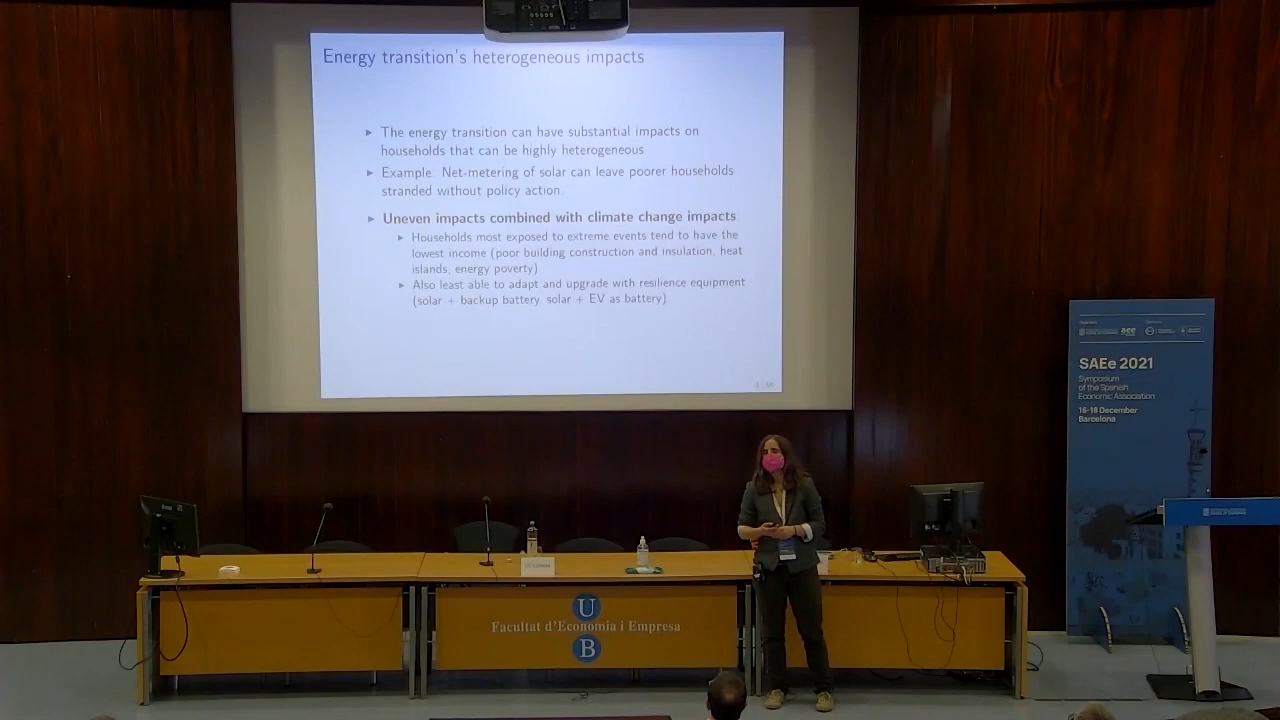 Energy transition's heterogeneous impacts
▶ The energy transition can have substantial impacts on
households that can be highly heterogeneous
▶ Example: Net-metering of solar can leave poorer households
stranded without policy action.
▶ Uneven impacts combined with climate change impacts
▶ Households most exposed to extreme events tend to have the
lowest income (poor building construction and insulation, heat
islands, energy poverty)
▶ Also least able to adapt and upgrade with resilience equipment
(solar + backup battery, solar + EV as battery)
aee
SAEe 2021
Symposium
of the Spanish
Economic Association
16-18 December
Barcelona
U
Facultat d'Economia i Empresa
B